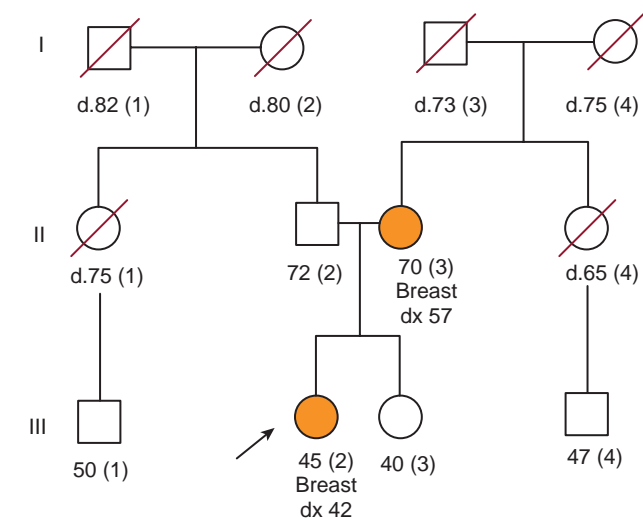 I
d.82 (1)
d.80 (2)
d.73 (3)
d.75 (4)
II
d.75 (1)
72 (2)
70 (3)
Breast
dx 57
d.65 (4)
III
50 (1)
45 (2)
Breast
dx 42
40 (3)
47 (4)